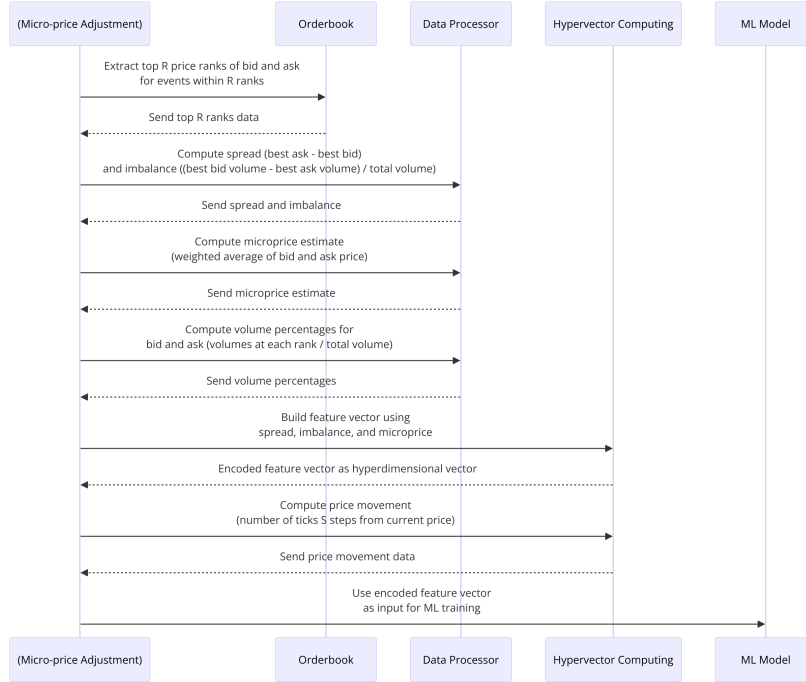 (Micro-price Adjustment)
Orderbook
Data Processor
Hypervector Computing
ML Model
Extract top R price ranks of bid and ask
for events within R ranks
Send top R ranks data
Compute spread (best ask - best bid)
and imbalance ((best bid volume - best ask volume) / total volume)
Send spread and imbalance
Compute microprice estimate
(weighted average of bid and ask price)
Send microprice estimate
Compute volume percentages for
bid and ask (volumes at each rank / total volume)
Send volume percentages
Build feature vector using
spread, imbalance, and microprice
Encoded feature vector as hyperdimensional vector
Compute price movement
(number of ticks S steps from current price)
Send price movement data
Use encoded feature vector
as input for ML training
(Micro-price Adjustment)
Orderbook
Data Processor
Hypervector Computing
ML Model